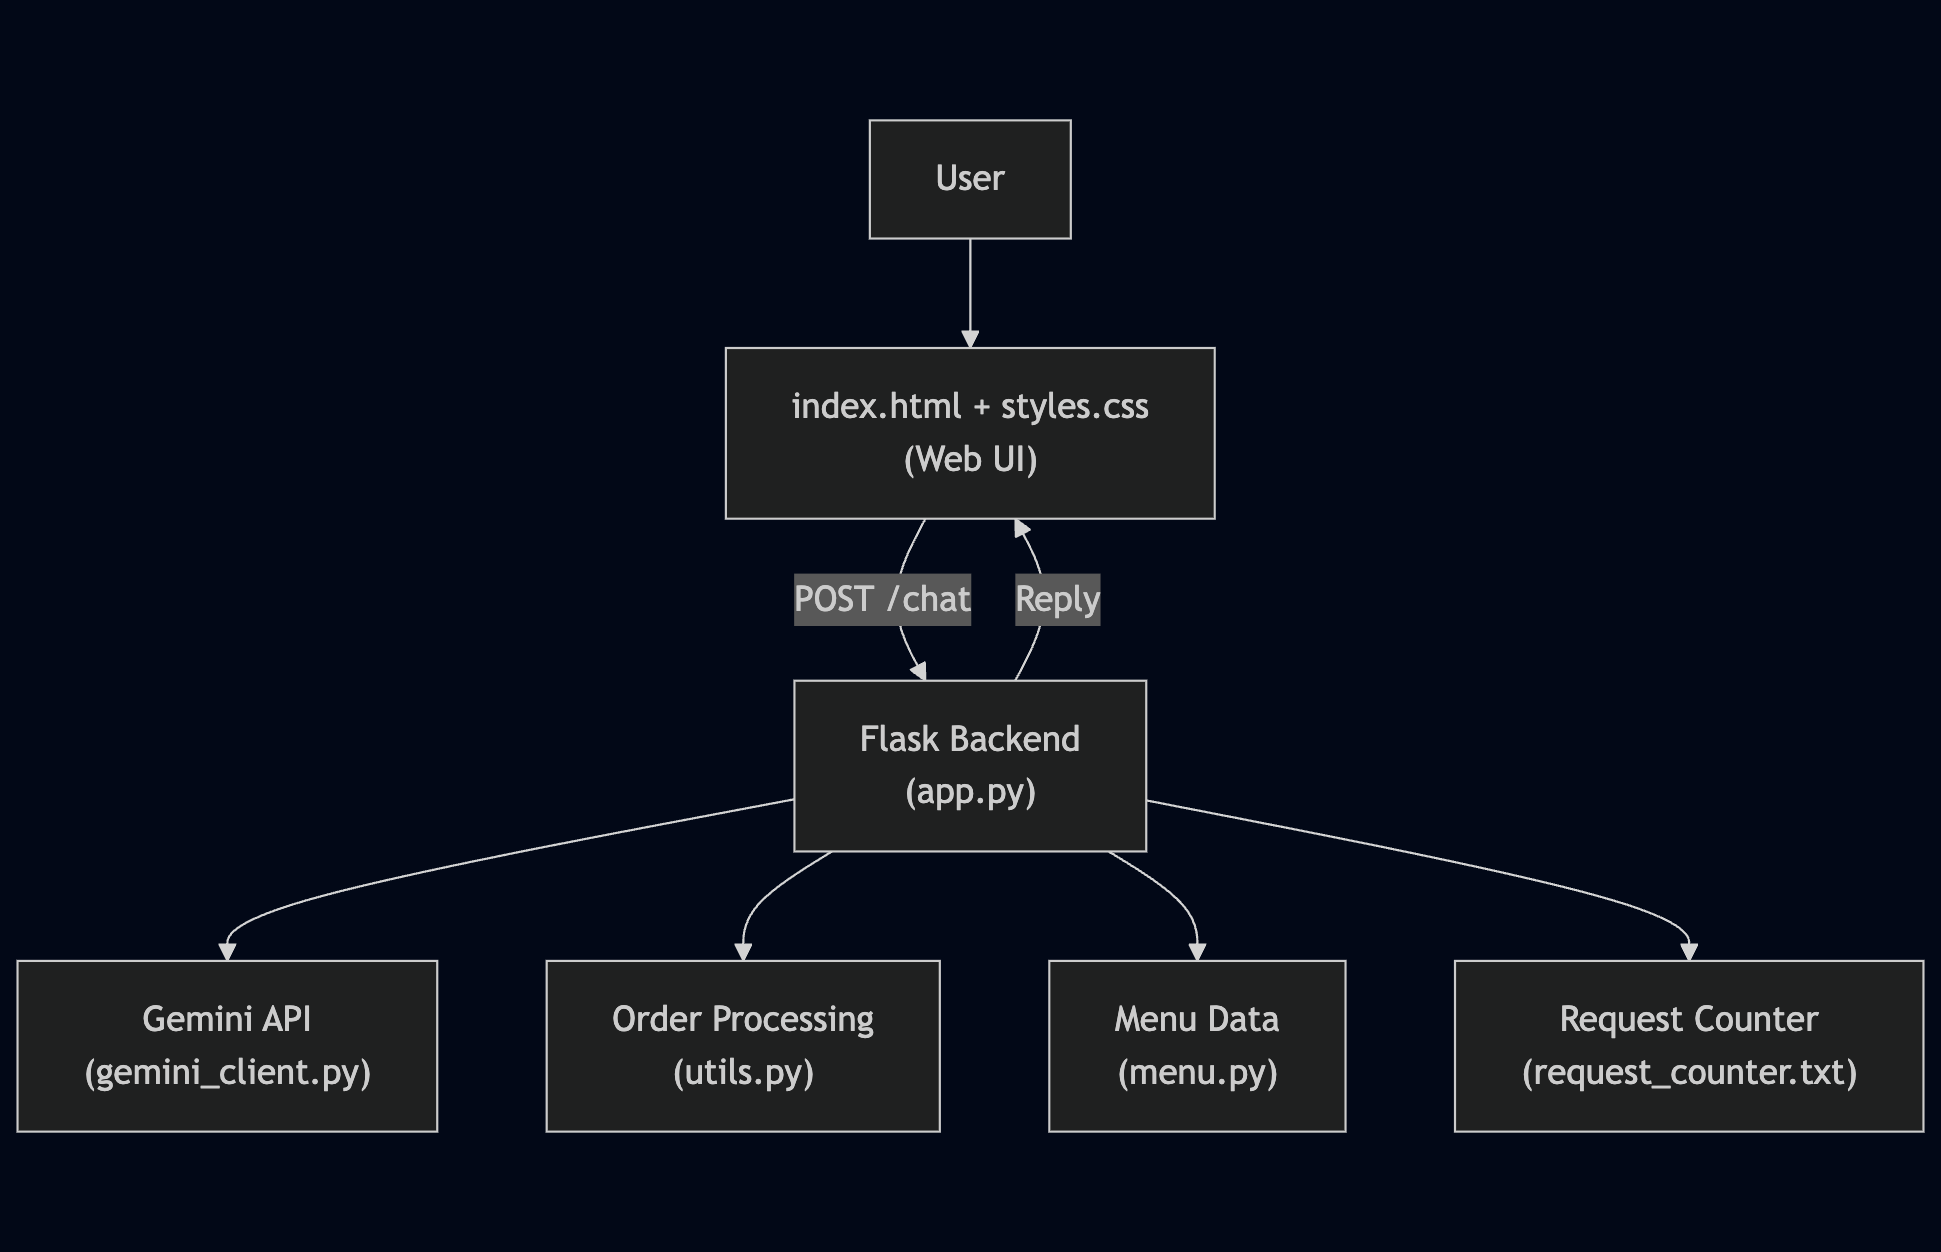 User
index.html + styles.css
(Web UI)
POST /chat
Reply
Flask Backend
(app.py)
Gemini API
(gemini_client.py)
Order Processing
(utils.py)
Menu Data
(menu.py)
Request Counter
(request_counter.txt)